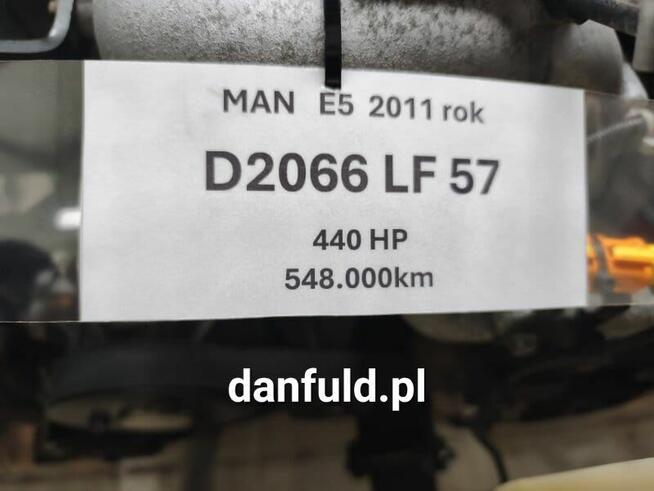 MAN E5 2011 rok
D2066 LF 57
440 HP
548.000km
danfuld.pl